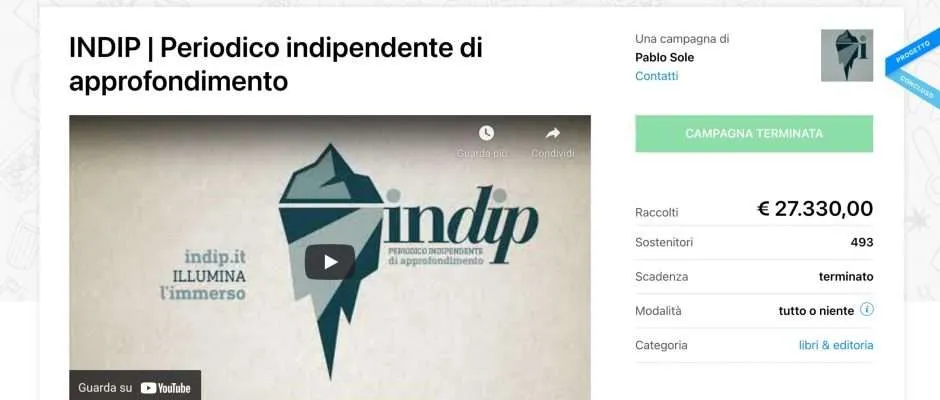 INDIP | Periodico indipendente di
approfondimento
Guarda più
Condividi
indip
PERIODICO INDIPENDENTE
di approfondimento
indip.it
ILLUMINA
l'immerso
Guarda su YouTube
Una campagna di
Pablo Sole
Contatti
i
PROGETTO
CONCLUSO
CAMPAGNA TERMINATA
Raccolti € 27.330,00
Sostenitori 493
Scadenza terminato
Modalità tutto o niente i
Categoria libri & editoria